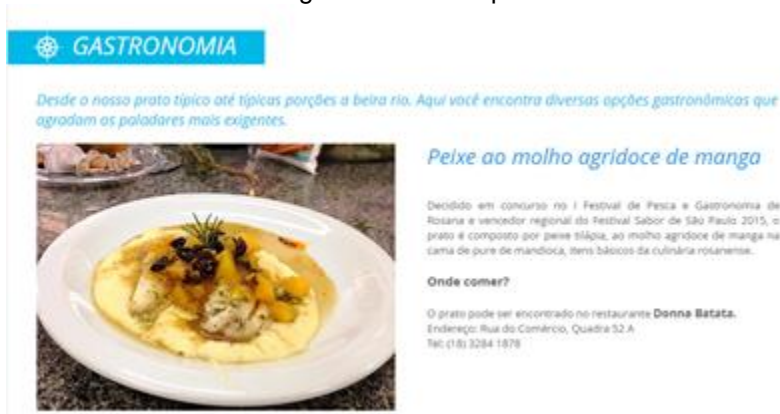 GASTRONOMIA
Desde o nosso prato típico até típicas porções a beira rio. Aqui você encontra diversas opções gastronômicas que
agradam os paladares mais exigentes.
Peixe ao molho agridoce de manga
Decidido em concurso no I Festival de Pesca e Gastronomia de
Rosana e vencedor regional do Festival Sabor de São Paulo 2015, o
prato é composto por peixe tilápia, ao molho agridoce de manga na
cama de pure de mandioca, itens básicos da culinária rosanense.
Onde comer?
O prato pode ser encontrado no restaurante Donna Batata.
Endereço: Rua do Comércio, Quadra 52 A
Tel: (18) 3284 1878